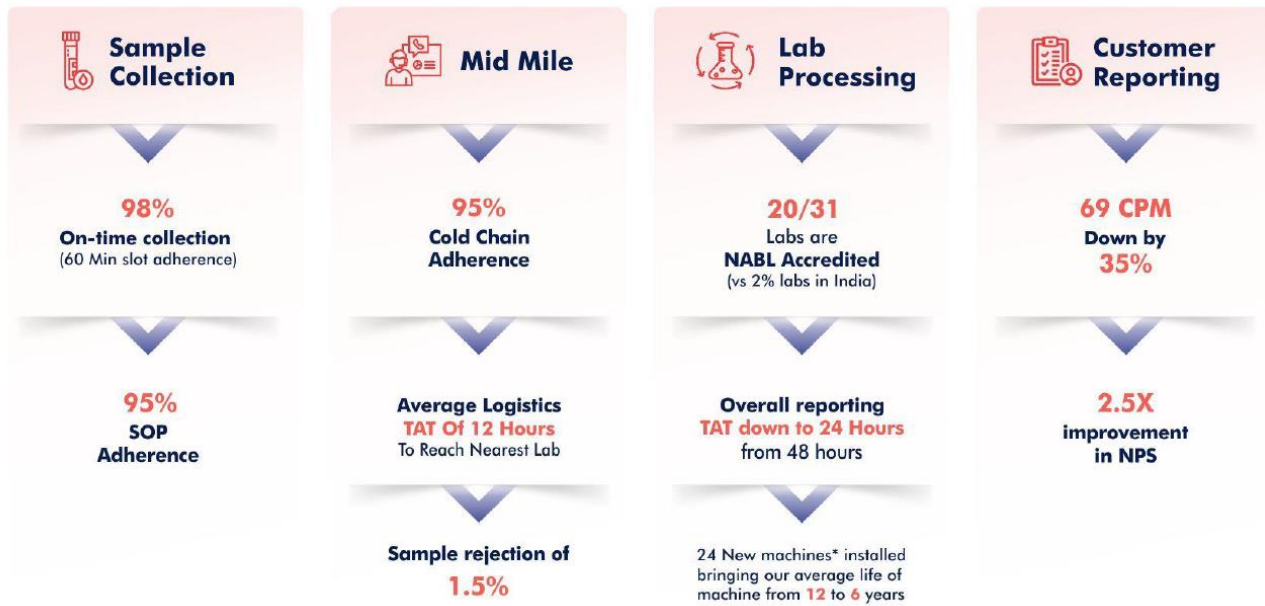 Sample
Collection
98%
On-time collection
(60 Min slot adherence)
95%
SOP
Adherence
Mid Mile
95%
Cold Chain
Adherence
Average Logistics
TAT Of 12 Hours
To Reach Nearest Lab
Sample rejection of
1.5%
Lab
Processing
20/31
Labs are
NABL Accredited
(vs 2% labs in India)
Overall reporting
TAT down to 24 Hours
from 48 hours
24 New machines* installed
bringing our average life of
machine from 12 to 6 years
Customer
Reporting
69 CPM
Down by
35%
2.5X
improvement
in NPS